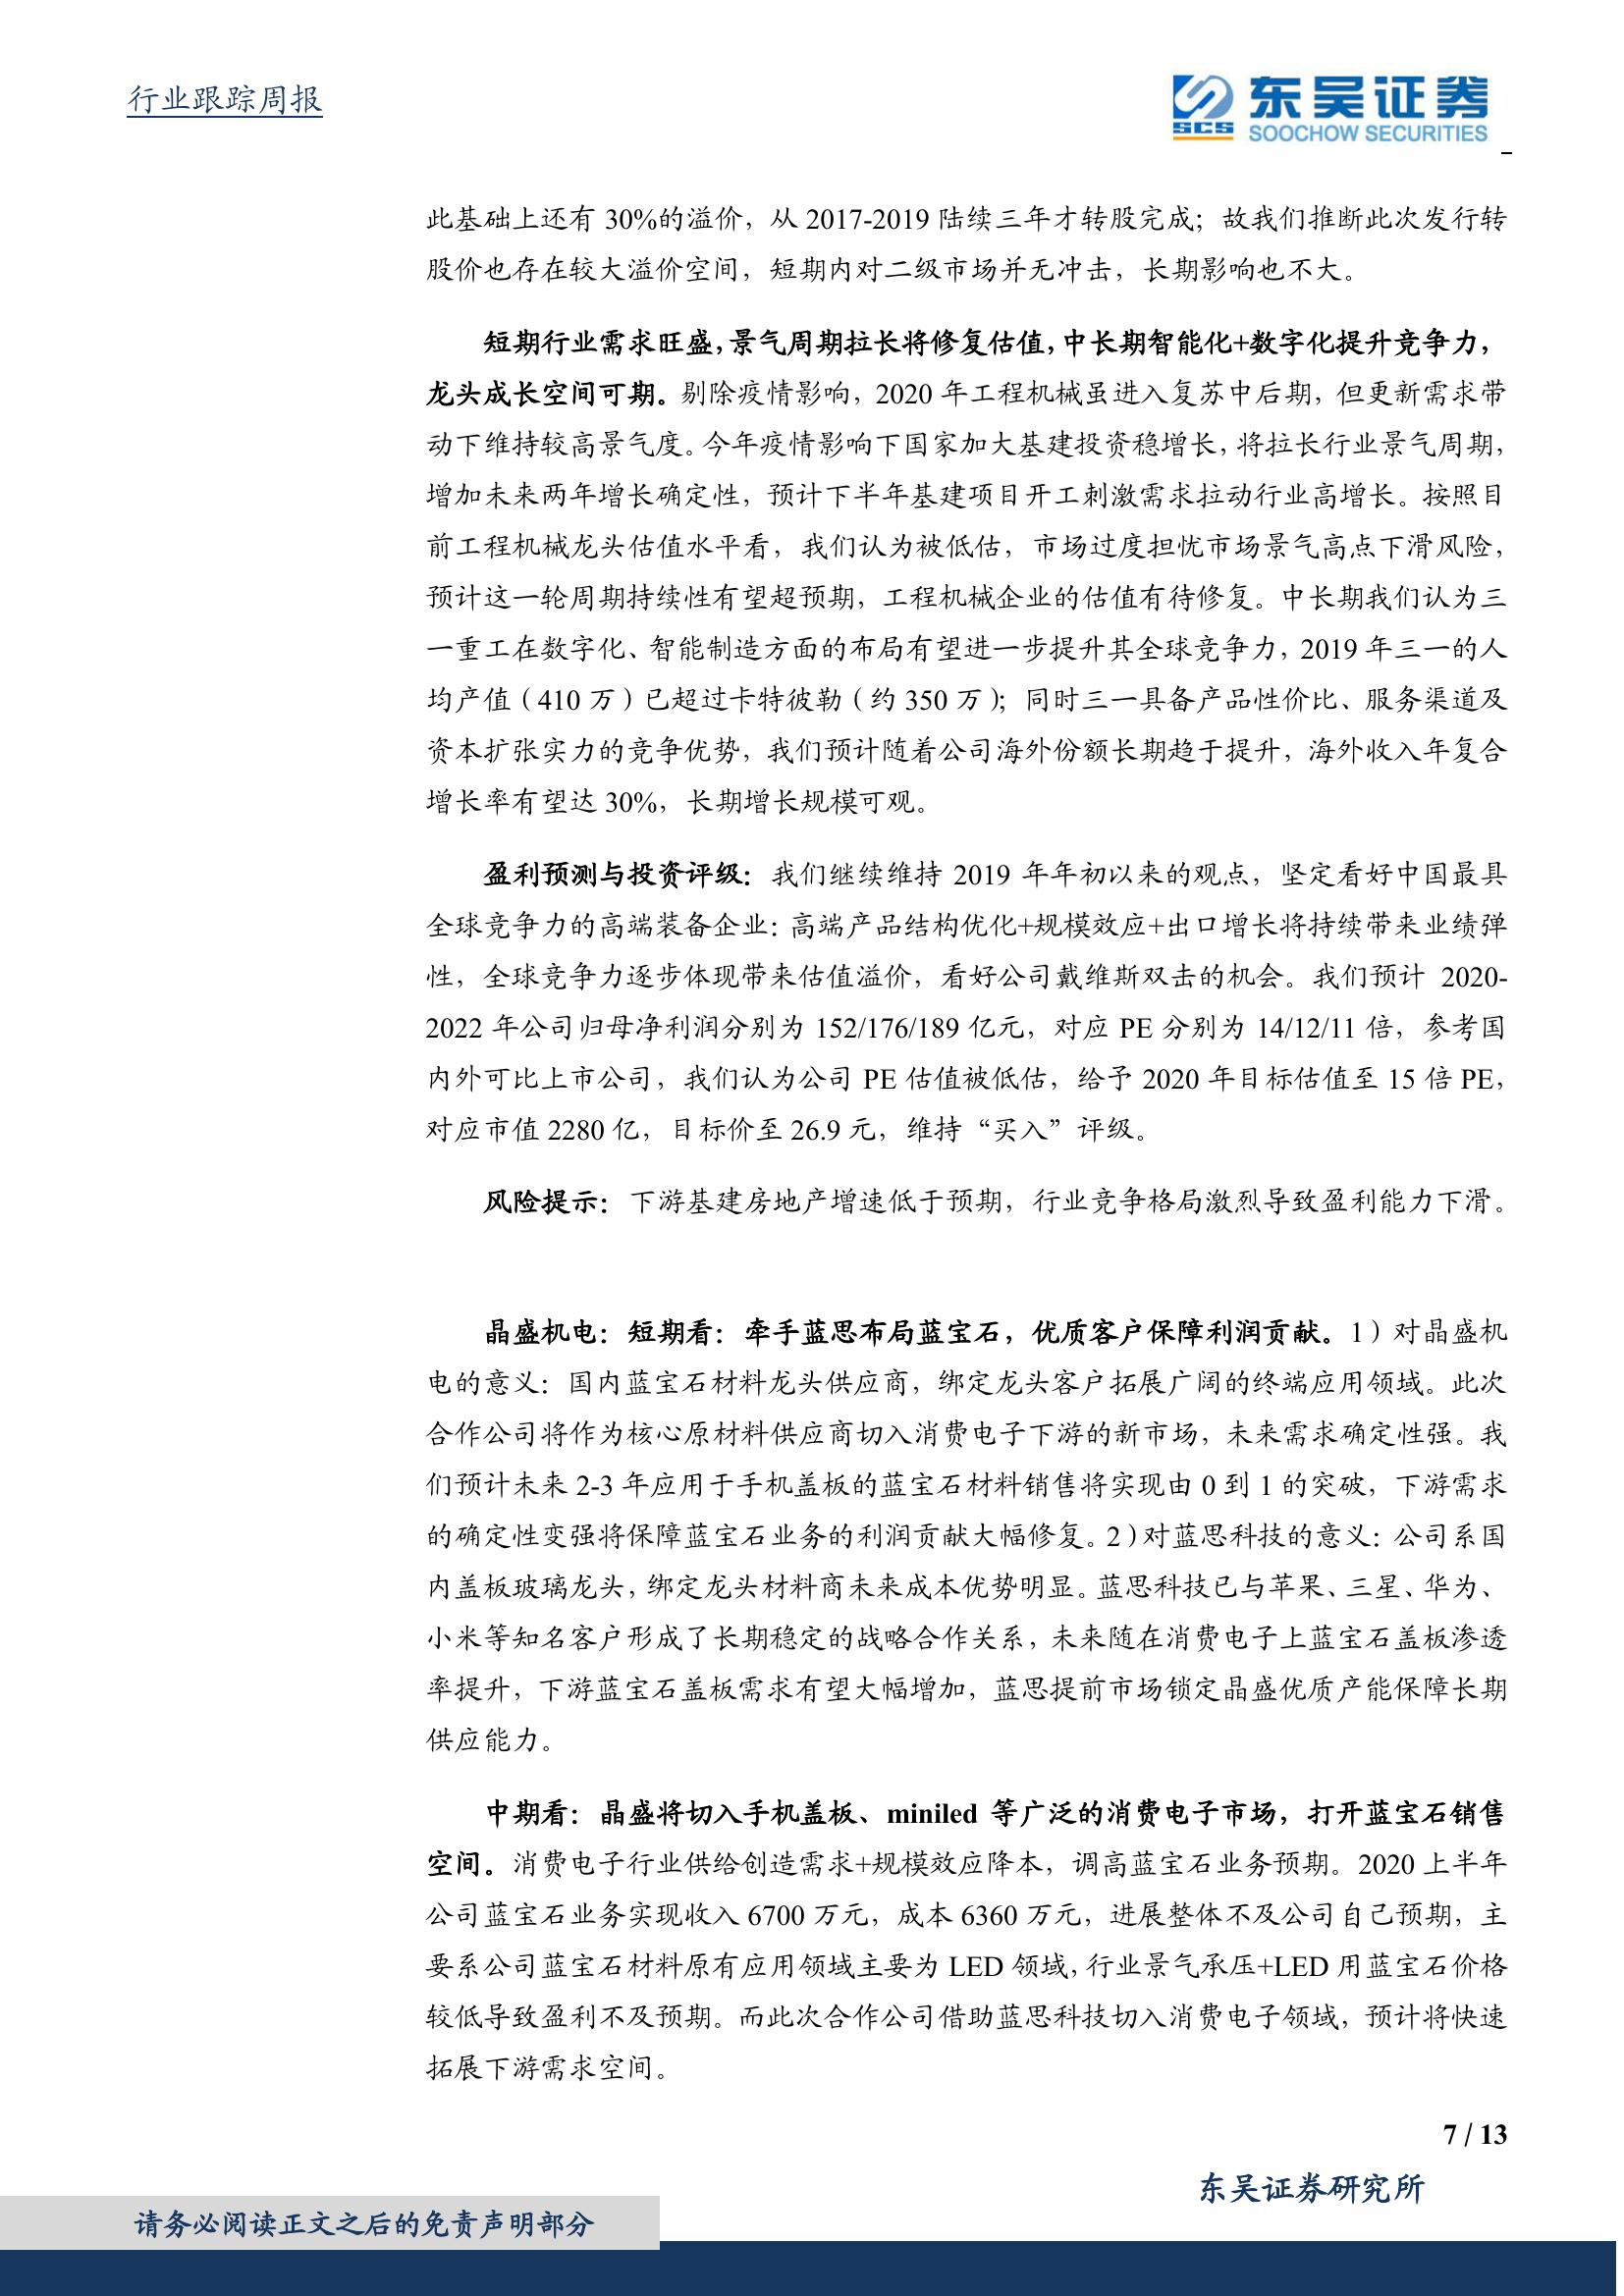 行业跟踪周报
SCS
东吴证券
SOOCHOW SECURITIES
此基础上还有 30%的溢价，从 2017-2019 陆续三年才转股完成；故我们推断此次发行转
股价也存在较大溢价空间，短期内对二级市场并无冲击，长期影响也不大。
短期行业需求旺盛，景气周期拉长将修复估值，中长期智能化+数字化提升竞争力，
龙头成长空间可期。剔除疫情影响，2020 年工程机械虽进入复苏中后期，但更新需求带
动下维持较高景气度。今年疫情影响下国家加大基建投资稳增长，将拉长行业景气周期，
增加未来两年增长确定性，预计下半年基建项目开工刺激需求拉动行业高增长。按照目
前工程机械龙头估值水平看，我们认为被低估，市场过度担忧市场景气高点下滑风险，
预计这一轮周期持续性有望超预期，工程机械企业的估值有待修复。中长期我们认为三
一重工在数字化、智能制造方面的布局有望进一步提升其全球竞争力，2019 年三一的人
均产值（410 万）已超过卡特彼勒（约 350 万）；同时三一具备产品性价比、服务渠道及
资本扩张实力的竞争优势，我们预计随着公司海外份额长期趋于提升，海外收入年复合
增长率有望达 30%，长期增长规模可观。
盈利预测与投资评级：我们继续维持 2019 年年初以来的观点，坚定看好中国最具
全球竞争力的高端装备企业：高端产品结构优化+规模效应+出口增长将持续带来业绩弹
性，全球竞争力逐步体现带来估值溢价，看好公司戴维斯双击的机会。我们预计 2020-
2022 年公司归母净利润分别为 152/176/189 亿元，对应 PE 分别为 14/12/11 倍，参考国
内外可比上市公司，我们认为公司 PE 估值被低估，给予 2020 年目标估值至 15 倍 PE，
对应市值 2280 亿，目标价至 26.9 元，维持“买入”评级。
风险提示：下游基建房地产增速低于预期，行业竞争格局激烈导致盈利能力下滑。
晶盛机电：短期看：牵手蓝思布局蓝宝石，优质客户保障利润贡献。1）对晶盛机
电的意义：国内蓝宝石材料龙头供应商，绑定龙头客户拓展广阔的终端应用领域。此次
合作公司将作为核心原材料供应商切入消费电子下游的新市场，未来需求确定性强。我
们预计未来 2-3 年应用于手机盖板的蓝宝石材料销售将实现由 0 到 1 的突破，下游需求
的确定性变强将保障蓝宝石业务的利润贡献大幅修复。2）对蓝思科技的意义：公司系国
内盖板玻璃龙头，绑定龙头材料商未来成本优势明显。蓝思科技已与苹果、三星、华为、
小米等知名客户形成了长期稳定的战略合作关系，未来随在消费电子上蓝宝石盖板渗透
率提升，下游蓝宝石盖板需求有望大幅增加，蓝思提前市场锁定晶盛优质产能保障长期
供应能力。
中期看：晶盛将切入手机盖板、miniled 等广泛的消费电子市场，打开蓝宝石销售
空间。消费电子行业供给创造需求+规模效应降本，调高蓝宝石业务预期。2020 上半年
公司蓝宝石业务实现收入 6700 万元，成本 6360 万元，进展整体不及公司自己预期，主
要系公司蓝宝石材料原有应用领域主要为 LED 领域，行业景气承压+LED 用蓝宝石价格
较低导致盈利不及预期。而此次合作公司借助蓝思科技切入消费电子领域，预计将快速
拓展下游需求空间。
7 / 13
东吴证券研究所
请务必阅读正文之后的免责声明部分